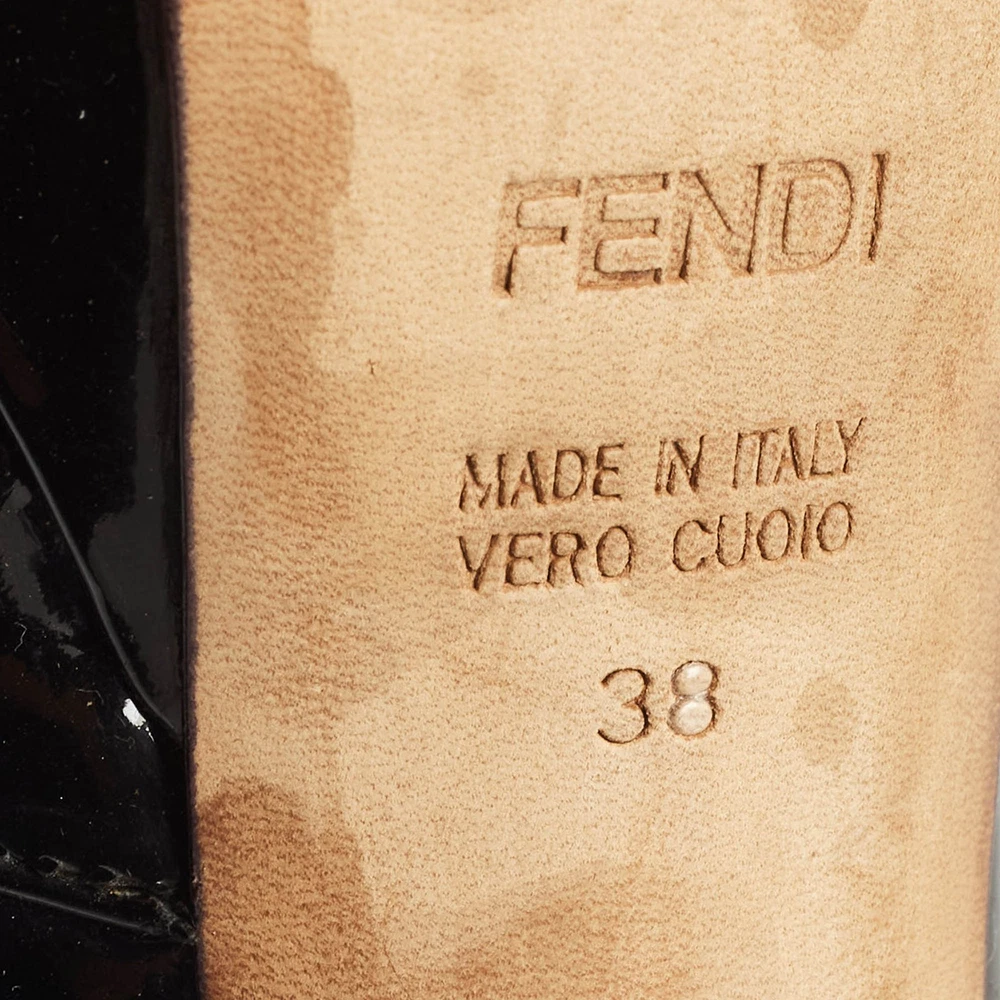 FENDI
MADE IN ITALY
VERO CUOIO
38